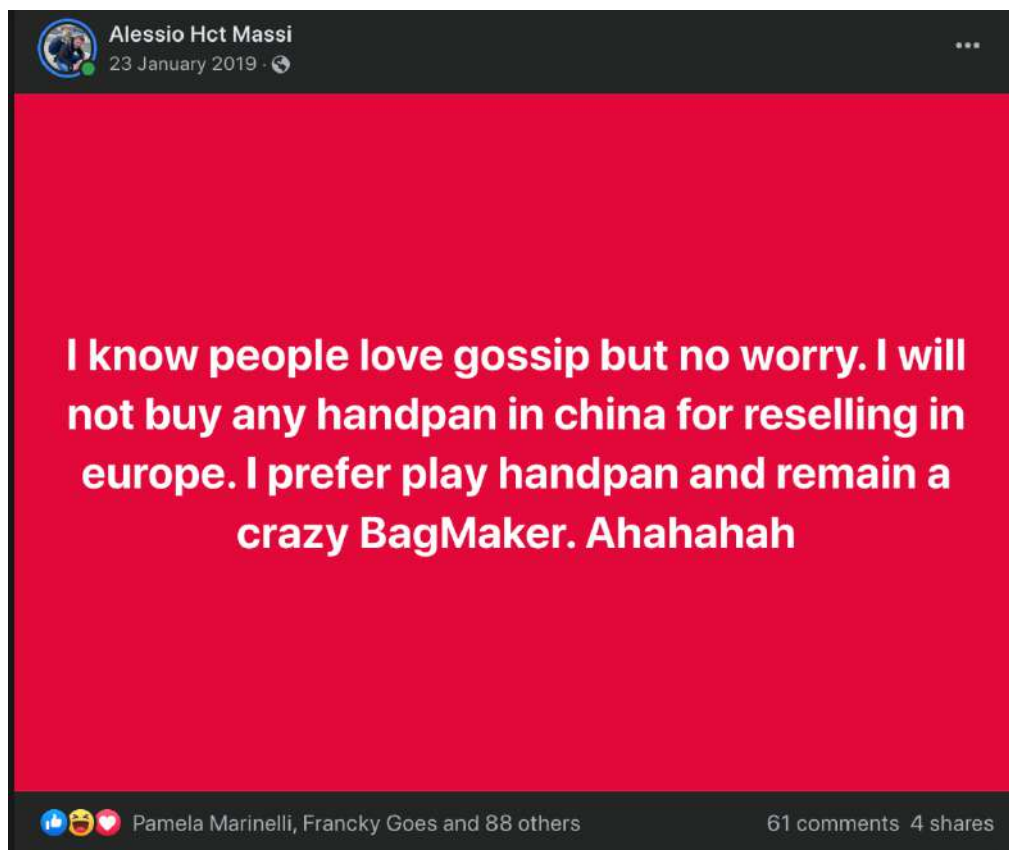 Alessio Hct Massi
23 January 2019 ·
I know people love gossip but no worry. I will
not buy any handpan in china for reselling in
europe. I prefer play handpan and remain a
crazy BagMaker. Ahahahah
Pamela Marinelli, Francky Goes and 88 others 61 comments 4 shares